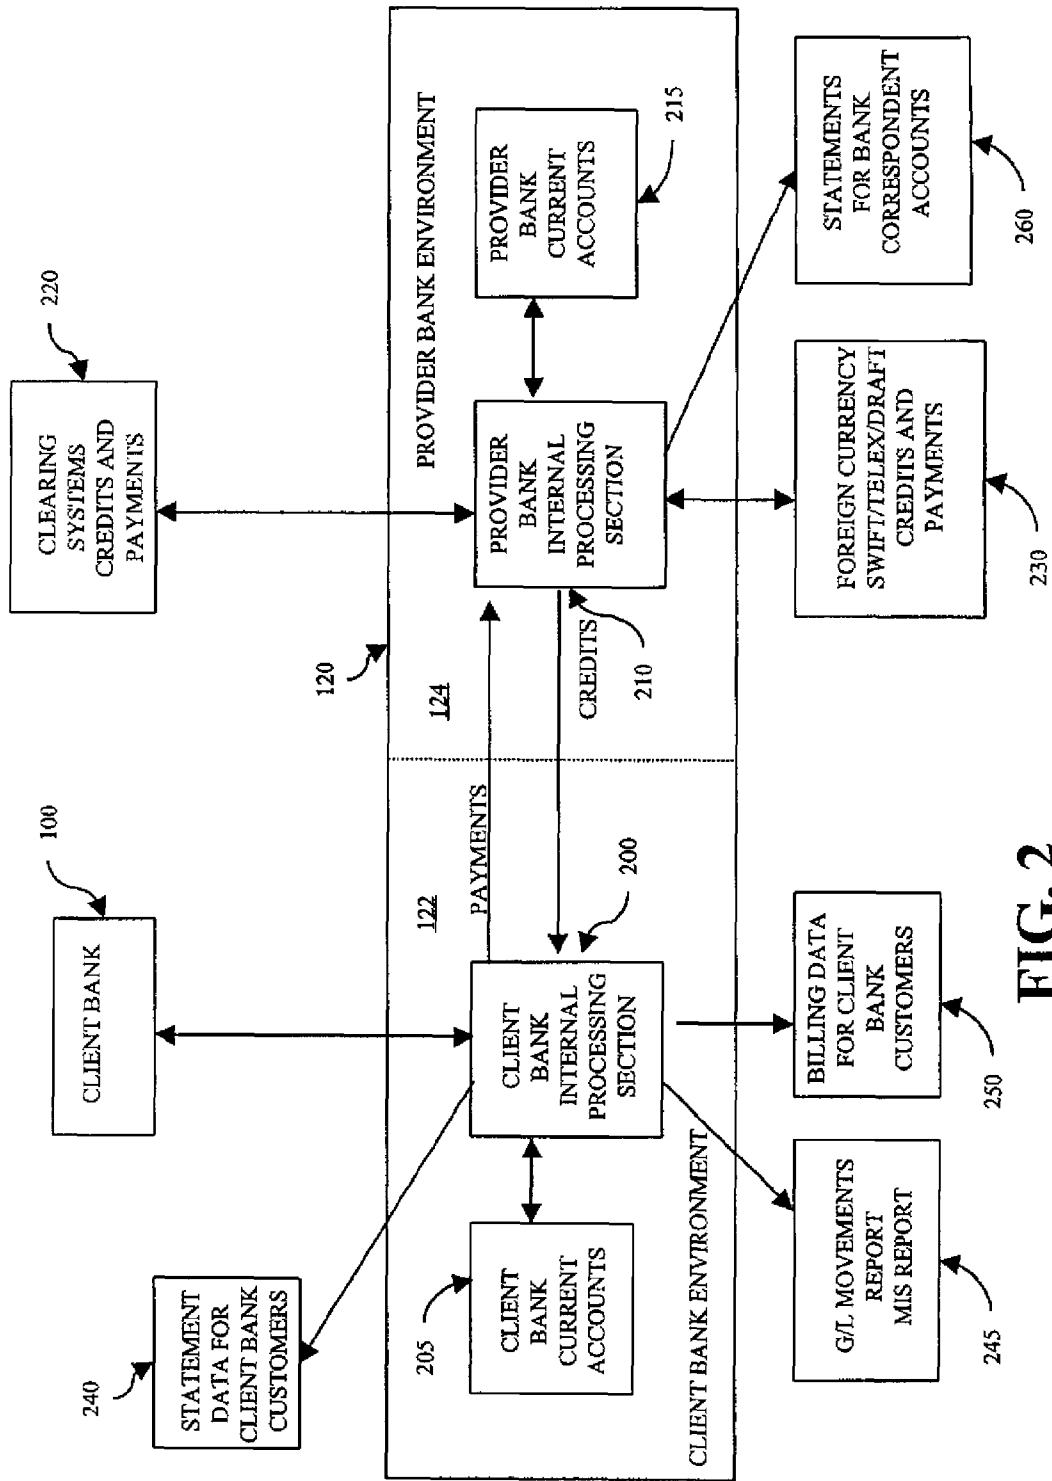 240
STATEMENT
DATA FOR
CLIENT BANK
CUSTOMERS
100
CLIENT BANK
220
CLEARING
SYSTEMS
CREDITS AND
PAYMENTS
120
205
CLIENT
BANK
CURRENT
ACCOUNTS
CLIENT BANK ENVIRONMENT
122
CLIENT
BANK
INTERNAL
PROCESSING
SECTION
200
PAYMENTS
CREDITS
124
PROVIDER BANK ENVIRONMENT
PROVIDER
BANK
INTERNAL
PROCESSING
SECTION
210
PROVIDER
BANK
CURRENT
ACCOUNTS
215
G/L MOVEMENTS
REPORT
MIS REPORT
245
BILLING DATA
FOR CLIENT
BANK
CUSTOMERS
250
FOREIGN CURRENCY
SWIFT/TELEX/DRAFT
CREDITS AND
PAYMENTS
230
STATEMENTS
FOR BANK
CORRESPONDENT
ACCOUNTS
260
FIG. 2